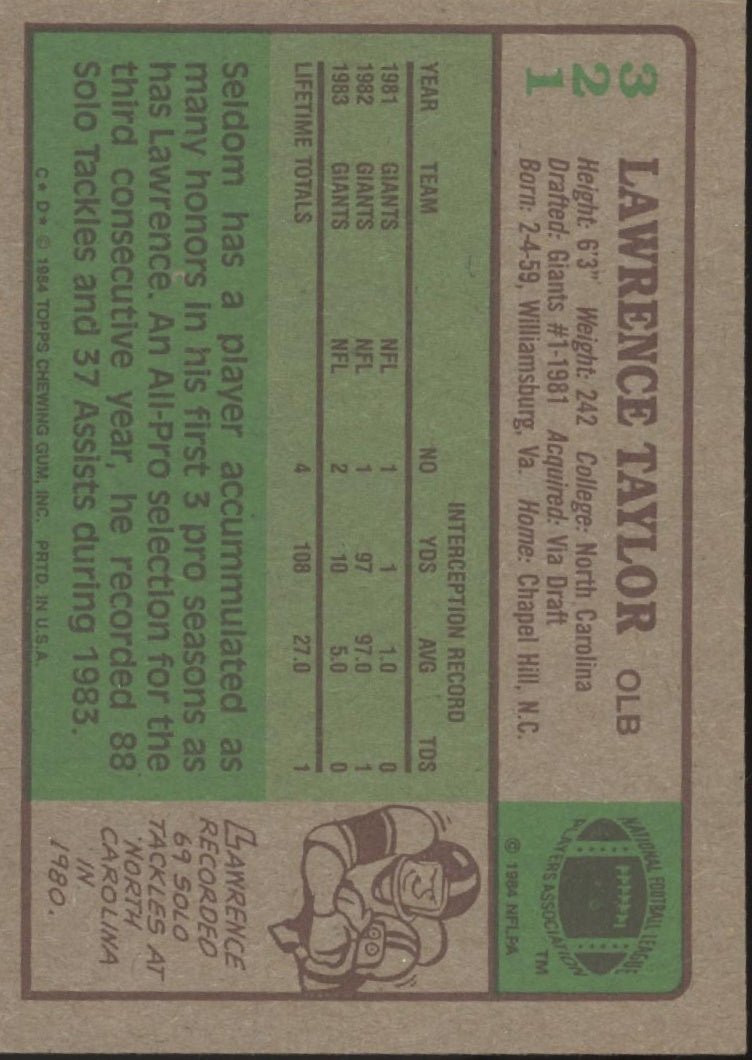 321
LAWRENCE TAYLOR OLB
Height: 6'3" Weight: 242 College: North Carolina
Drafted: Giants #1-1981 Acquired: Via Draft
Born: 2-4-59, Williamsburg, Va. Home: Chapel Hill, N.C.
NATIONAL FOOTBALL LEAGUE
PLAYERS ASSOCIATION
TM
© 1984 NFLPA
INTERCEPTION RECORD
YEAR TEAM NO YDS AVG TDS
1981 GIANTS NFL 1 1 1.0 0
1982 GIANTS NFL 1 97 97.0 1
1983 GIANTS NFL 2 10 5.0 0
LIFETIME TOTALS 4 108 27.0 1
Seldom has a player accummulated as
many honors in his first 3 pro seasons as
has Lawrence. An All-Pro selection for the
third consecutive year, he recorded 88
Solo Tackles and 37 Assists during 1983.
C* D* © 1984 TOPPS CHEWING GUM, INC. PRTD. IN U.S.A.
LAWRENCE
RECORDED
69 SOLO
TACKLES AT
NORTH
CAROLINA
IN
1980.